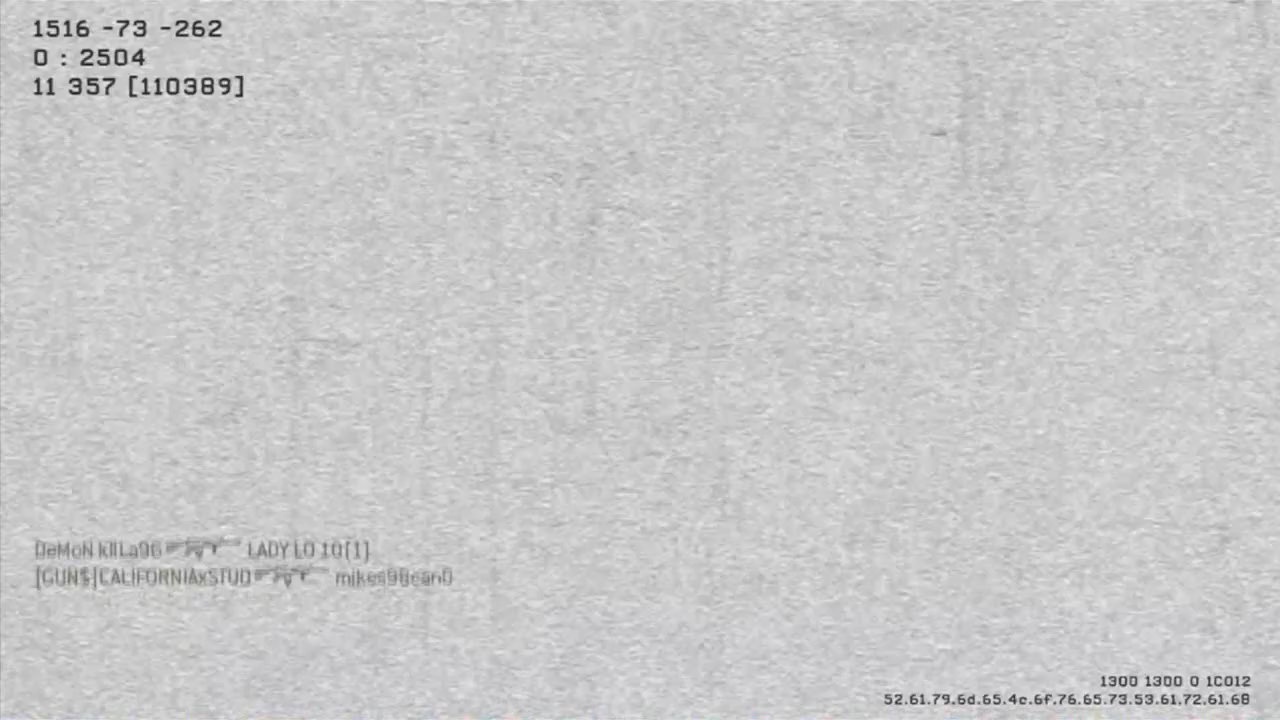 1516 -73 -262
0 : 2504
11 357 [110389]
DeMoN kIlLa96 LADY LO 10[1]
[GUN$]CALIFORNIAxSTUD
1300 1300 0 1C012
52.61.79.6d.65.4c.6f.76.65.73.53.61.72.61.68